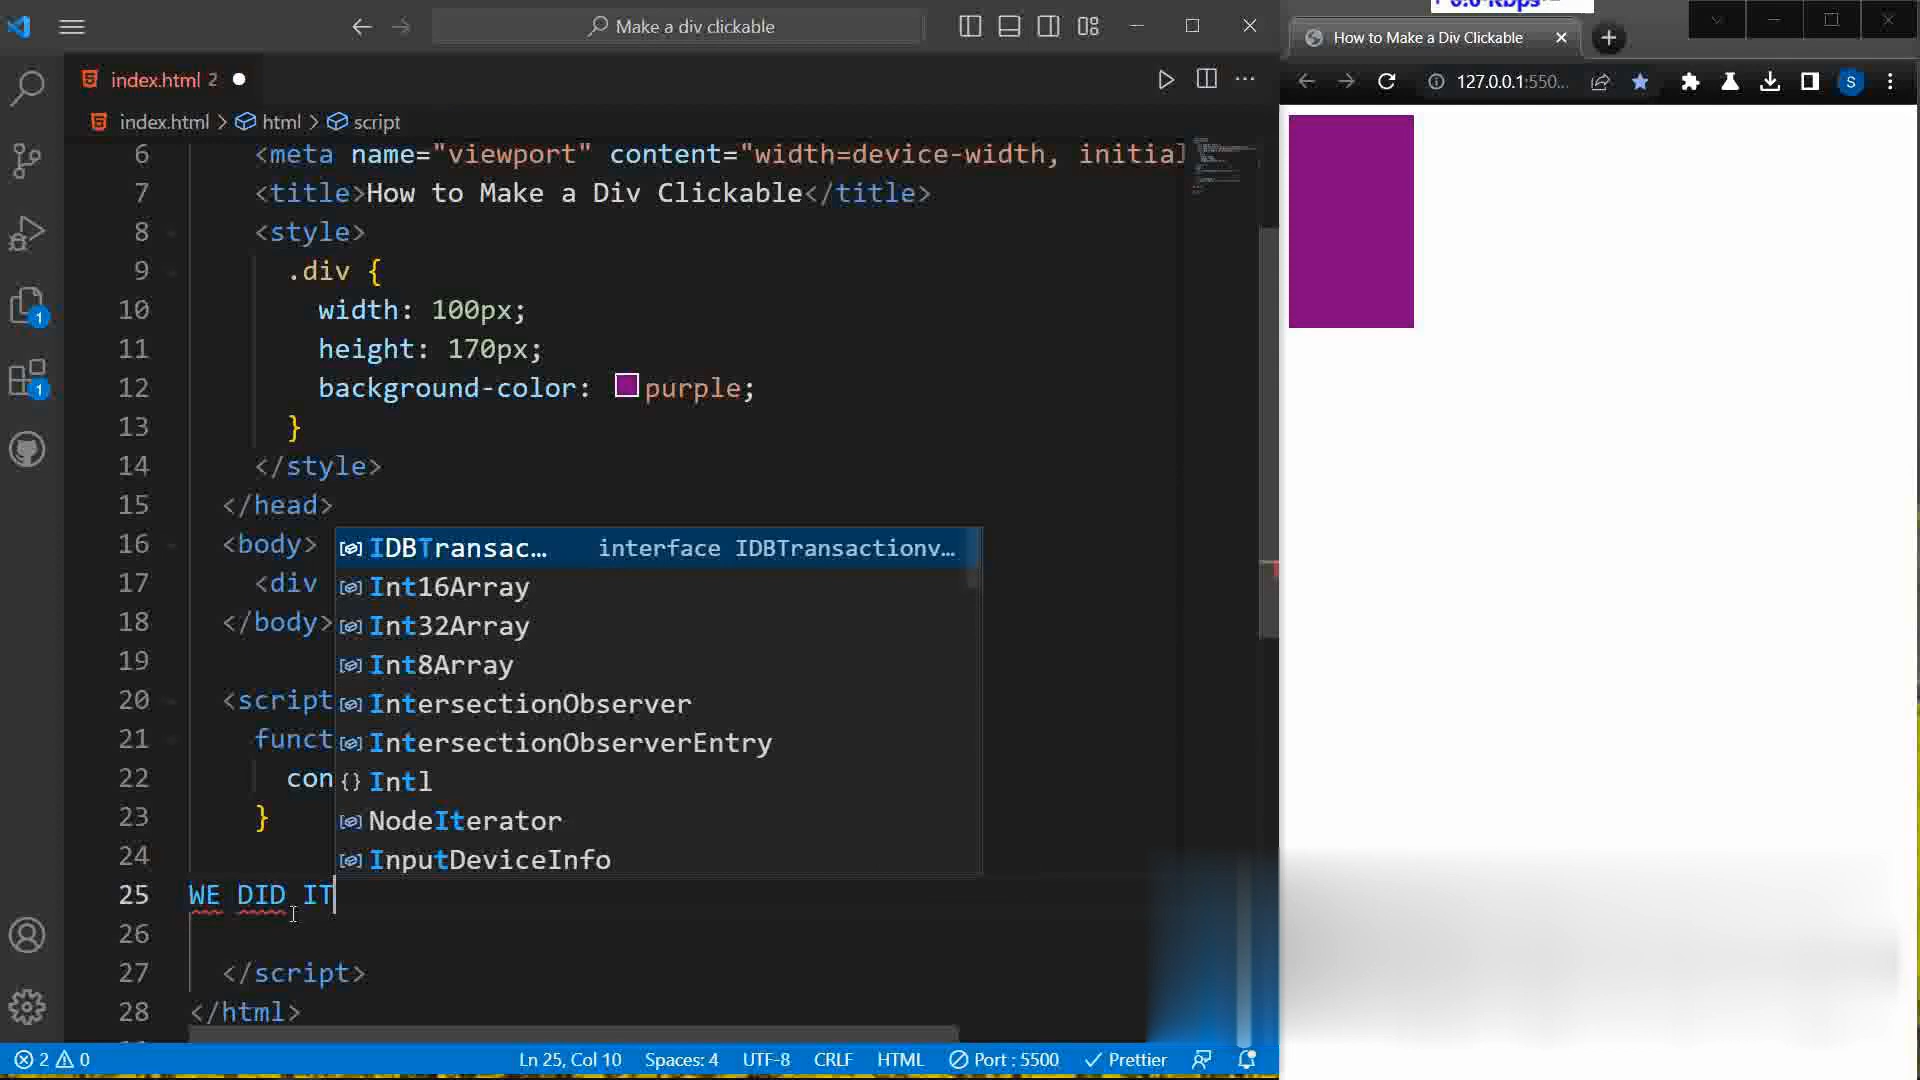 Make a div clickable
index.html 2
index.html > html > script
6 <meta name="viewport" content="width=device-width, initial
7 <title>How to Make a Div Clickable</title>
8 <style>
9 .div {
10 width: 100px;
11 height: 170px;
12 background-color: purple;
13 }
14 </style>
15 </head>
16 <body>
17 <div
18 </body>
19
20 <script
21 funct
22 con
23 }
24
25 WE DID IT
26
27 </script>
28 </html>
IDBTransac... interface IDBTransactionv...
Int16Array
Int32Array
Int8Array
IntersectionObserver
IntersectionObserverEntry
{} Intl
NodeIterator
InputDeviceInfo
1
1
2 0 Ln 25, Col 10 Spaces: 4 UTF-8 CRLF HTML Port : 5500 Prettier
How to Make a Div Clickable
127.0.0.1:550...
S